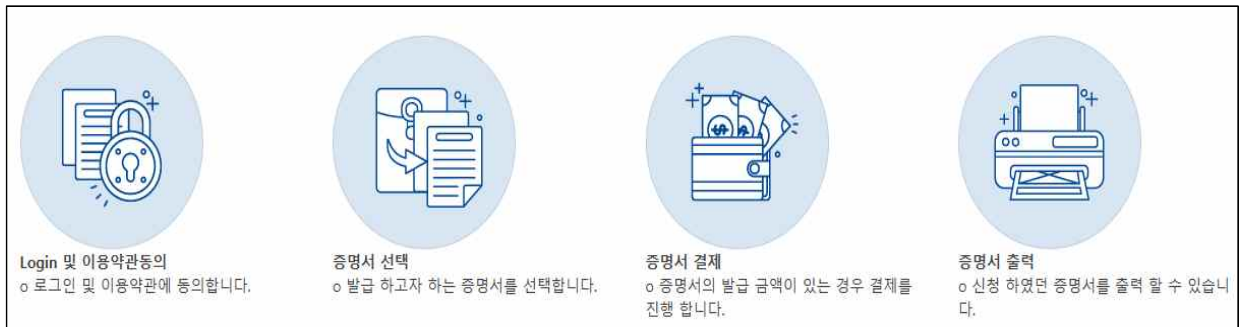 Login 및 이용약관동의
o 로그인 및 이용약관에 동의합니다.
증명서 선택
o 발급 하고자 하는 증명서를 선택합니다.
증명서 결제
o 증명서의 발급 금액이 있는 경우 결제를
진행 합니다.
증명서 출력
o 신청 하였던 증명서를 출력 할 수 있습니
다.